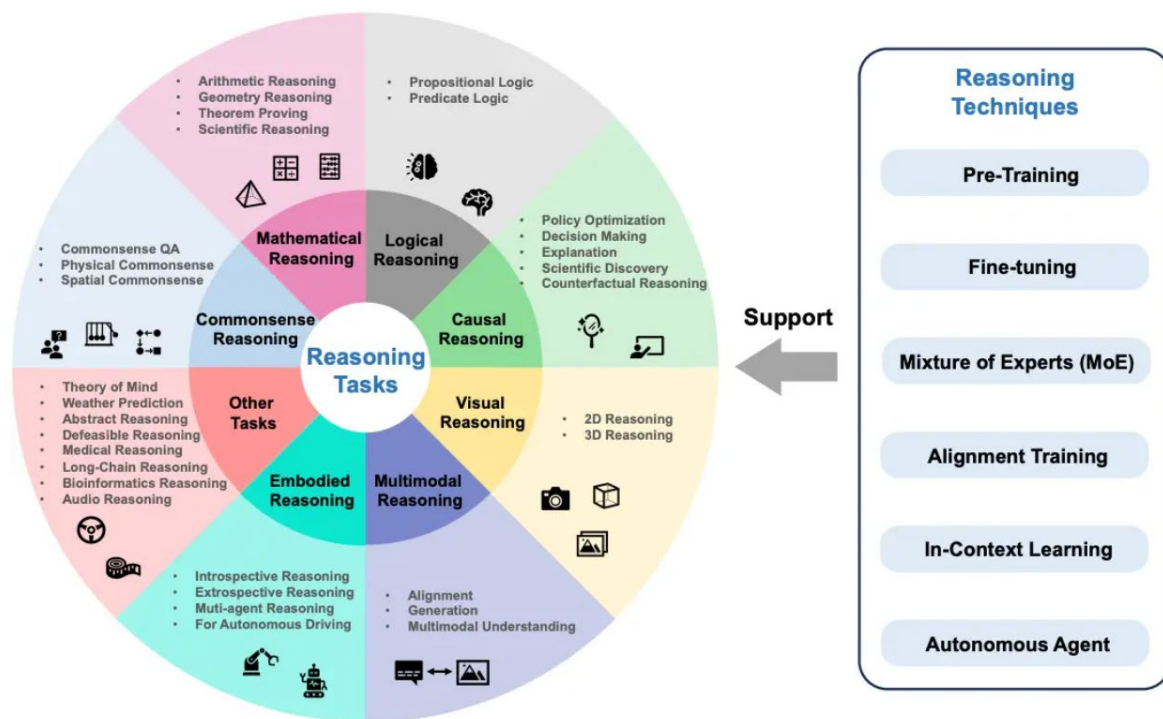 • Arithmetic Reasoning
• Geometry Reasoning
• Theorem Proving
• Scientific Reasoning
Mathematical
Reasoning
• Propositional Logic
• Predicate Logic
Logical
Reasoning
• Policy Optimization
• Decision Making
• Explanation
• Scientific Discovery
• Counterfactual Reasoning
Causal
Reasoning
• Commonsense QA
• Physical Commonsense
• Spatial Commonsense
Commonsense
Reasoning
Reasoning
Tasks
• Theory of Mind
• Weather Prediction
• Abstract Reasoning
• Defeasible Reasoning
• Medical Reasoning
• Long-Chain Reasoning
• Bioinformatics Reasoning
• Audio Reasoning
Other
Tasks
Visual
Reasoning
• 2D Reasoning
• 3D Reasoning
Embodied
Reasoning
• Introspective Reasoning
• Extrospective Reasoning
• Muti-agent Reasoning
• For Autonomous Driving
Multimodal
Reasoning
• Alignment
• Generation
• Multimodal Understanding
Support
Reasoning
Techniques
Pre-Training
Fine-tuning
Mixture of Experts (MoE)
Alignment Training
In-Context Learning
Autonomous Agent